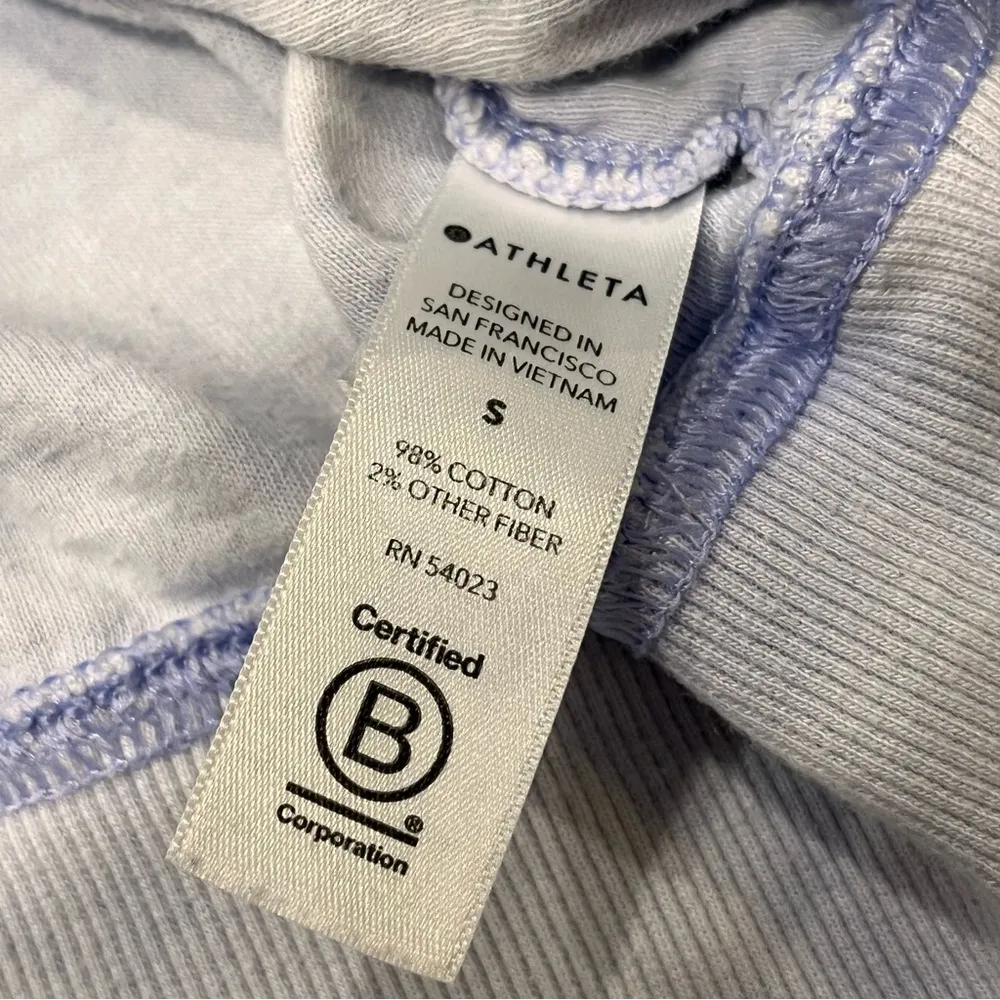 ATHLETA
DESIGNED IN
SAN FRANCISCO
MADE IN VIETNAM
S
98% COTTON
2% OTHER FIBER
RN 54023
Certified
B
®
Corporation